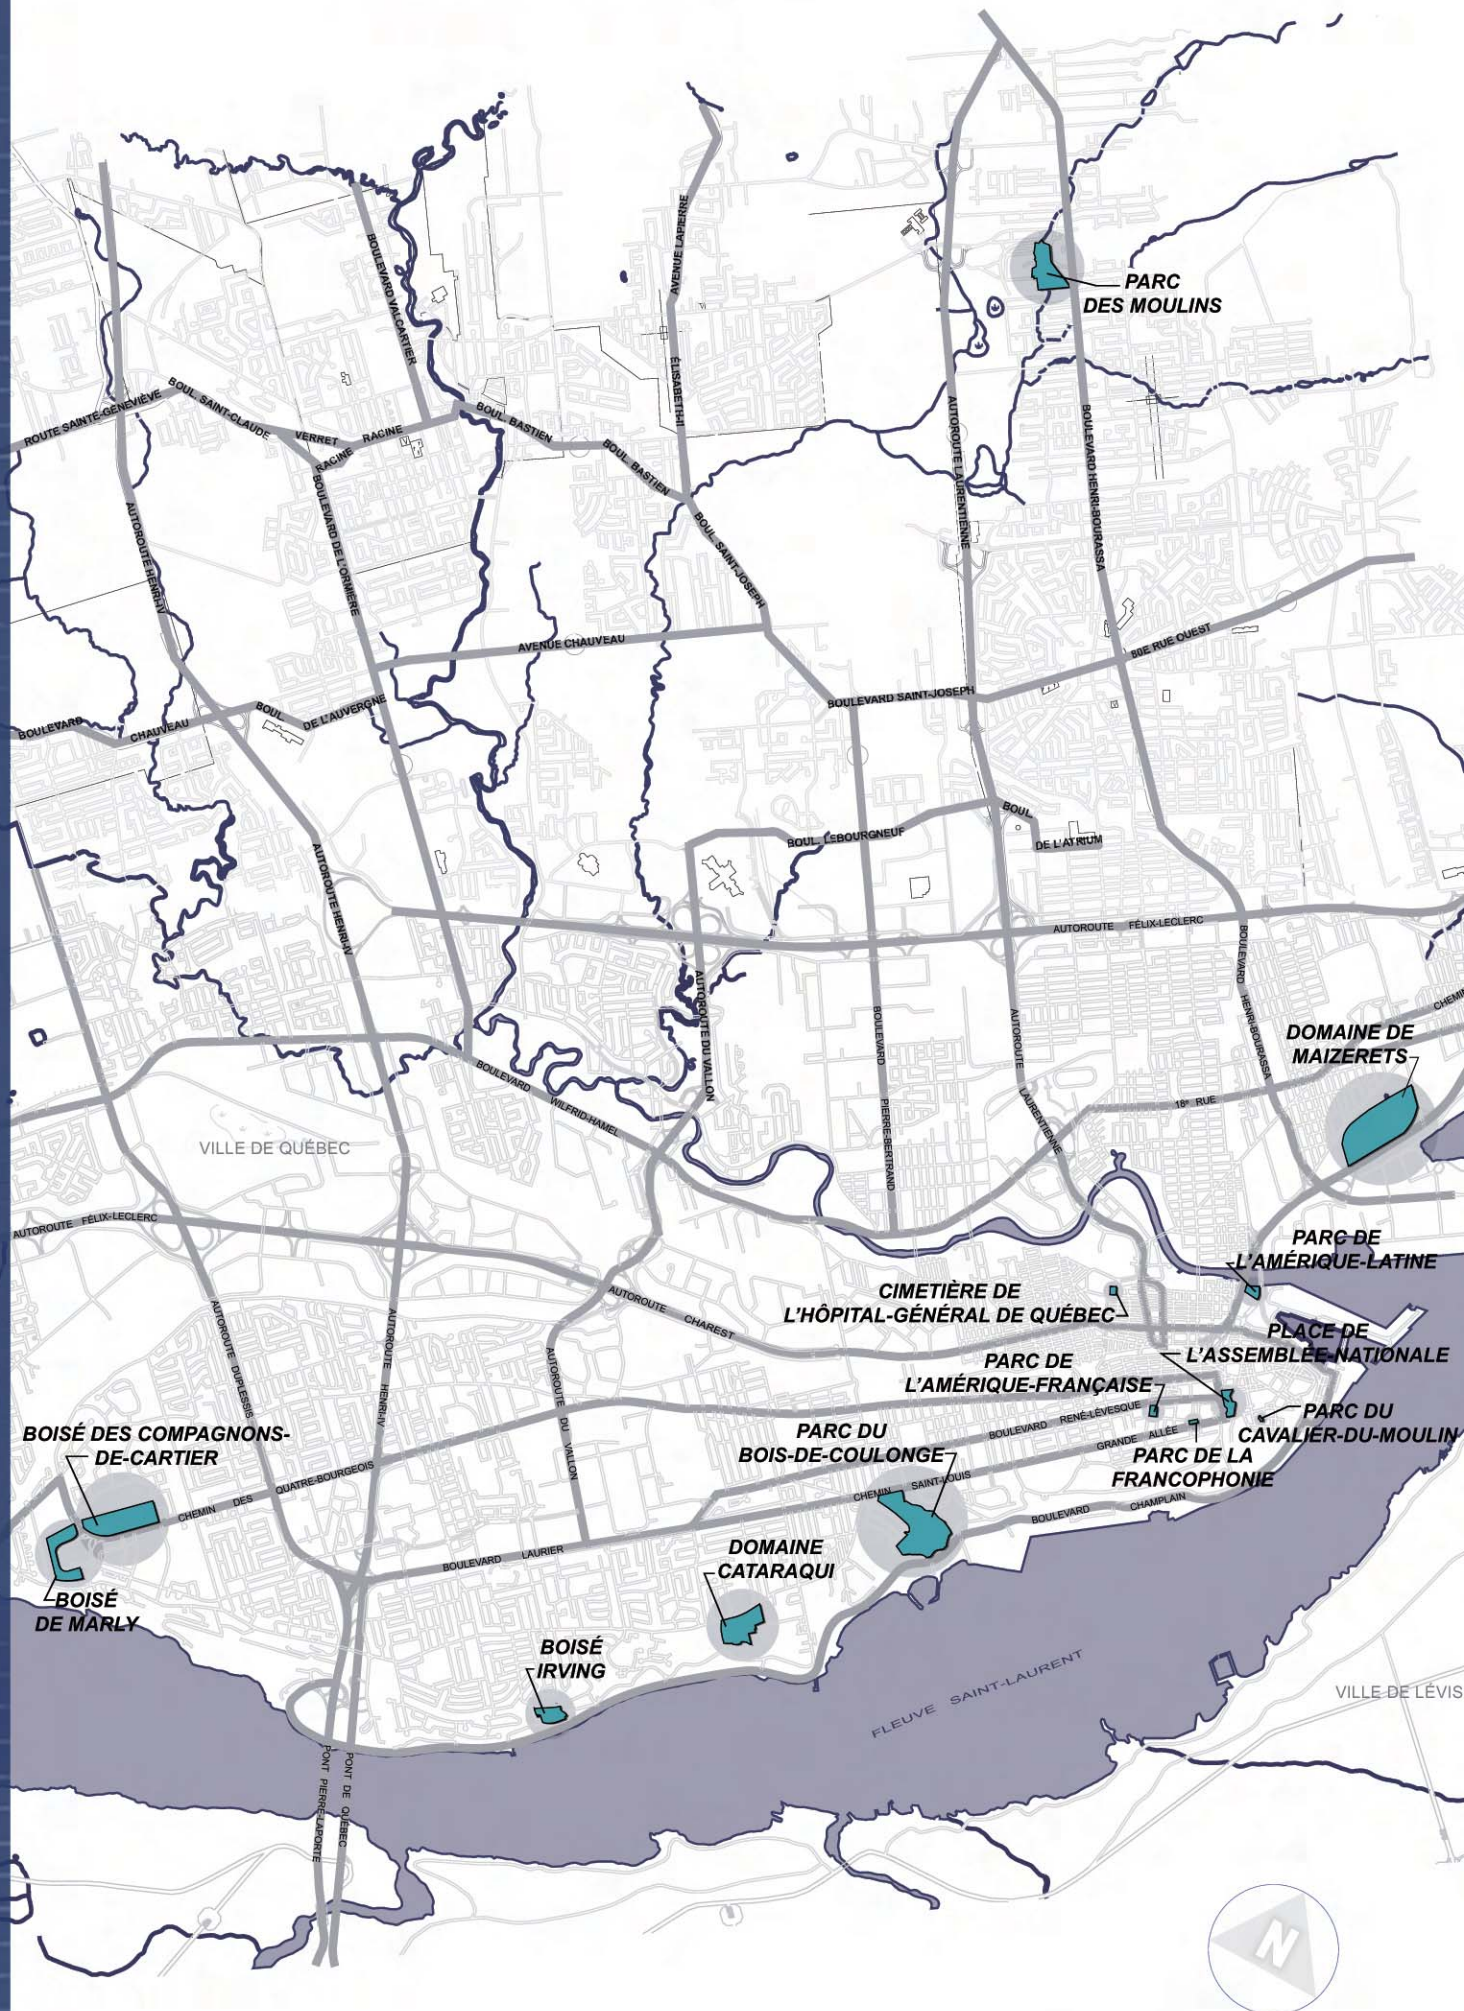 PARC
DES MOULINS
AVENUE LAPIERRE
BOULEVARD VALCARTIER
ÉLISABETH-II
ROUTE SAINTE-GENEVIÈVE
BOUL. SAINT-CLAUDE
VERRET
RACINE
RACINE
BOUL. BASTIEN
BOUL. BASTIEN
BOUL. SAINT-JOSEPH
AUTOROUTE LAURENTIENNE
BOULEVARD HENRI-BOURASSA
AUTOROUTE HENRI-IV
BOULEVARD DE L'ORMIÈRE
AVENUE CHAUVEAU
80E RUE OUEST
BOULEVARD
CHAUVEAU
BOUL.
DE L'AUVERGNE
BOULEVARD SAINT-JOSEPH
BOUL. LEBOURGNEUF
BOUL.
DE L'ATRIUM
AUTOROUTE HENRI-IV
AUTOROUTE FÉLIX-LECLERC
AUTOROUTE DU VALLON
BOULEVARD
PIERRE-BERTRAND
AUTOROUTE
LAURENTIENNE
BOULEVARD
HENRI-BOURASSA
CHEMIN
DOMAINE DE
MAIZERETS
BOULEVARD
WILFRID-HAMEL
18e RUE
VILLE DE QUÉBEC
AUTOROUTE FÉLIX-LECLERC
PARC DE
L'AMÉRIQUE-LATINE
CIMETIÈRE DE
L'HÔPITAL-GÉNÉRAL DE QUÉBEC
AUTOROUTE CHAREST
PLACE DE
L'ASSEMBLÉE-NATIONALE
PARC DE
L'AMÉRIQUE-FRANÇAISE
AUTOROUTE DUPLESSIS
AUTOROUTE HENRI-IV
AUTOROUTE DU VALLON
BOULEVARD RENÉ-LÉVESQUE
GRANDE ALLÉE
PARC DU
CAVALIER-DU-MOULIN
PARC DE LA
FRANCOPHONIE
PARC DU
BOIS-DE-COULONGE
BOISÉ DES COMPAGNONS-
DE-CARTIER
CHEMIN DES QUATRE-BOURGEOIS
CHEMIN SAINT-LOUIS
BOULEVARD CHAMPLAIN
BOULEVARD LAURIER
DOMAINE
CATARAQUI
BOISÉ
DE MARLY
BOISÉ
IRVING
FLEUVE SAINT-LAURENT
VILLE DE LÉVIS
PONT PIERRE-LAPORTE
PONT DE QUÉBEC
N